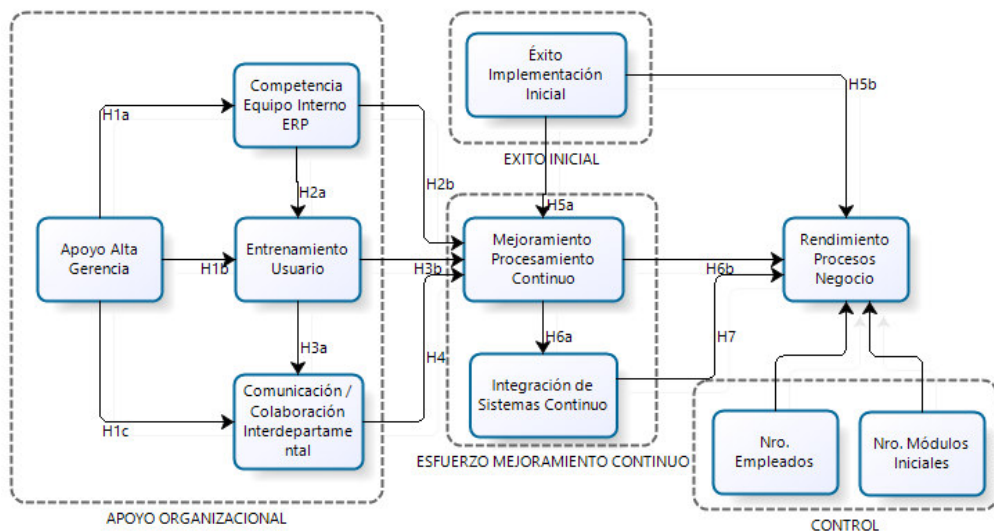 Apoyo Alta
Gerencia
H1a
H1b
H1c
Competencia
Equipo Interno
ERP
H2a
H2b
Entrenamiento
Usuario
H3a
H3b
Comunicación /
Colaboración
Interdepartame
ntal
H4
APOYO ORGANIZACIONAL
Éxito
Implementación
Inicial
EXITO INICIAL
H5a
H5b
Mejoramiento
Procesamiento
Continuo
H6a
H6b
Integración de
Sistemas Continuo
H7
ESFUERZO MEJORAMIENTO CONTINUO
Rendimiento
Procesos
Negocio
Nro.
Empleados
Nro. Módulos
Iniciales
CONTROL